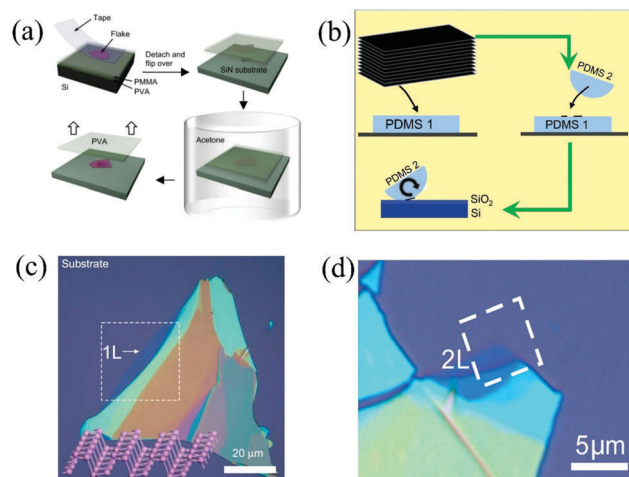 (a)
Tape
Flake
Detach and
flip over
PMMA
PVA
Si
SiN substrate
PVA
Acetone
(b)
PDMS 2
PDMS 1
PDMS 1
PDMS 2
SiO₂
Si
(c)
Substrate
1L
20 μm
(d)
2L
5μm